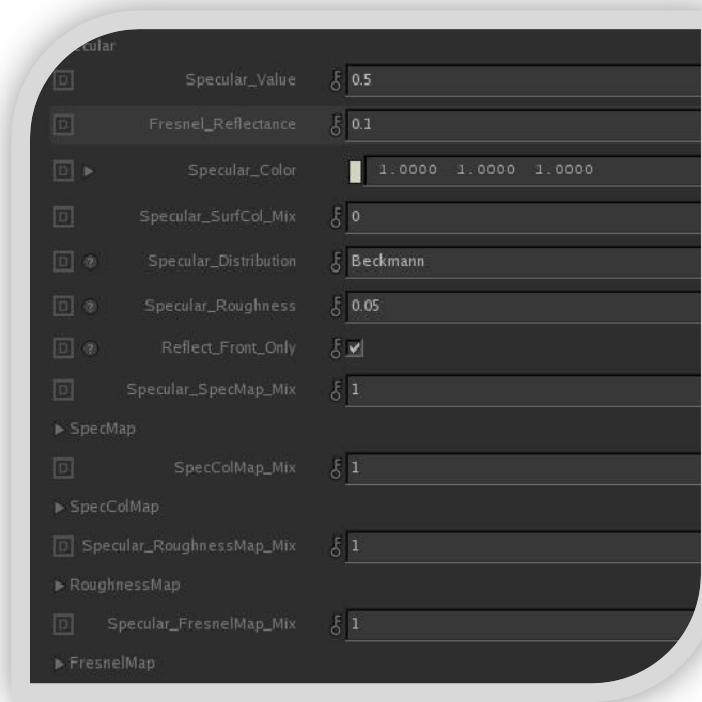 D Specular_Value 0.5
D Fresnel_Reflectance 0.1
D Specular_Color 1.0000 1.0000 1.0000
D Specular_SurfCol_Mix 0
D ? Specular_Distribution Beckmann
D ? Specular_Roughness 0.05
D ? Reflect_Front_Only
D Specular_SpecMap_Mix 1
SpecMap
D SpecColMap_Mix 1
SpecColMap
D Specular_RoughnessMap_Mix 1
RoughnessMap
D Specular_FresnelMap_Mix 1
FresnelMap